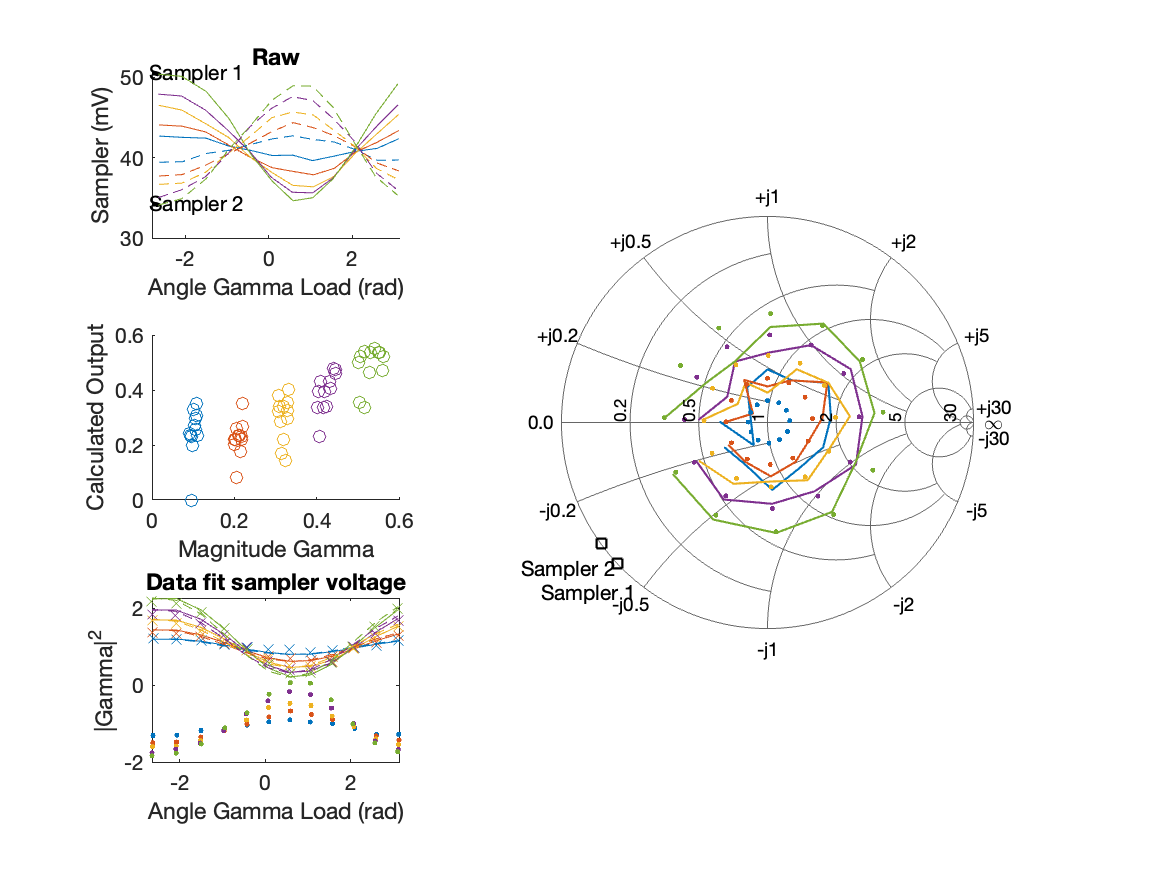 Raw
Sampler 1
Sampler 2
50
40
30
Sampler (mV)
-2
0
2
Angle Gamma Load (rad)
0.6
0.4
0.2
0
Calculated Output
0
0.2
0.4
0.6
Magnitude Gamma
Data fit sampler voltage
2
0
-2
|Gamma|2
-2
0
2
Angle Gamma Load (rad)
+j1
+j0.5
+j2
+j0.2
+j5
0.0
0.2
0.5
1
2
5
30
+j30
∞
-j30
-j0.2
-j5
Sampler 2
Sampler 1
-j0.5
-j2
-j1